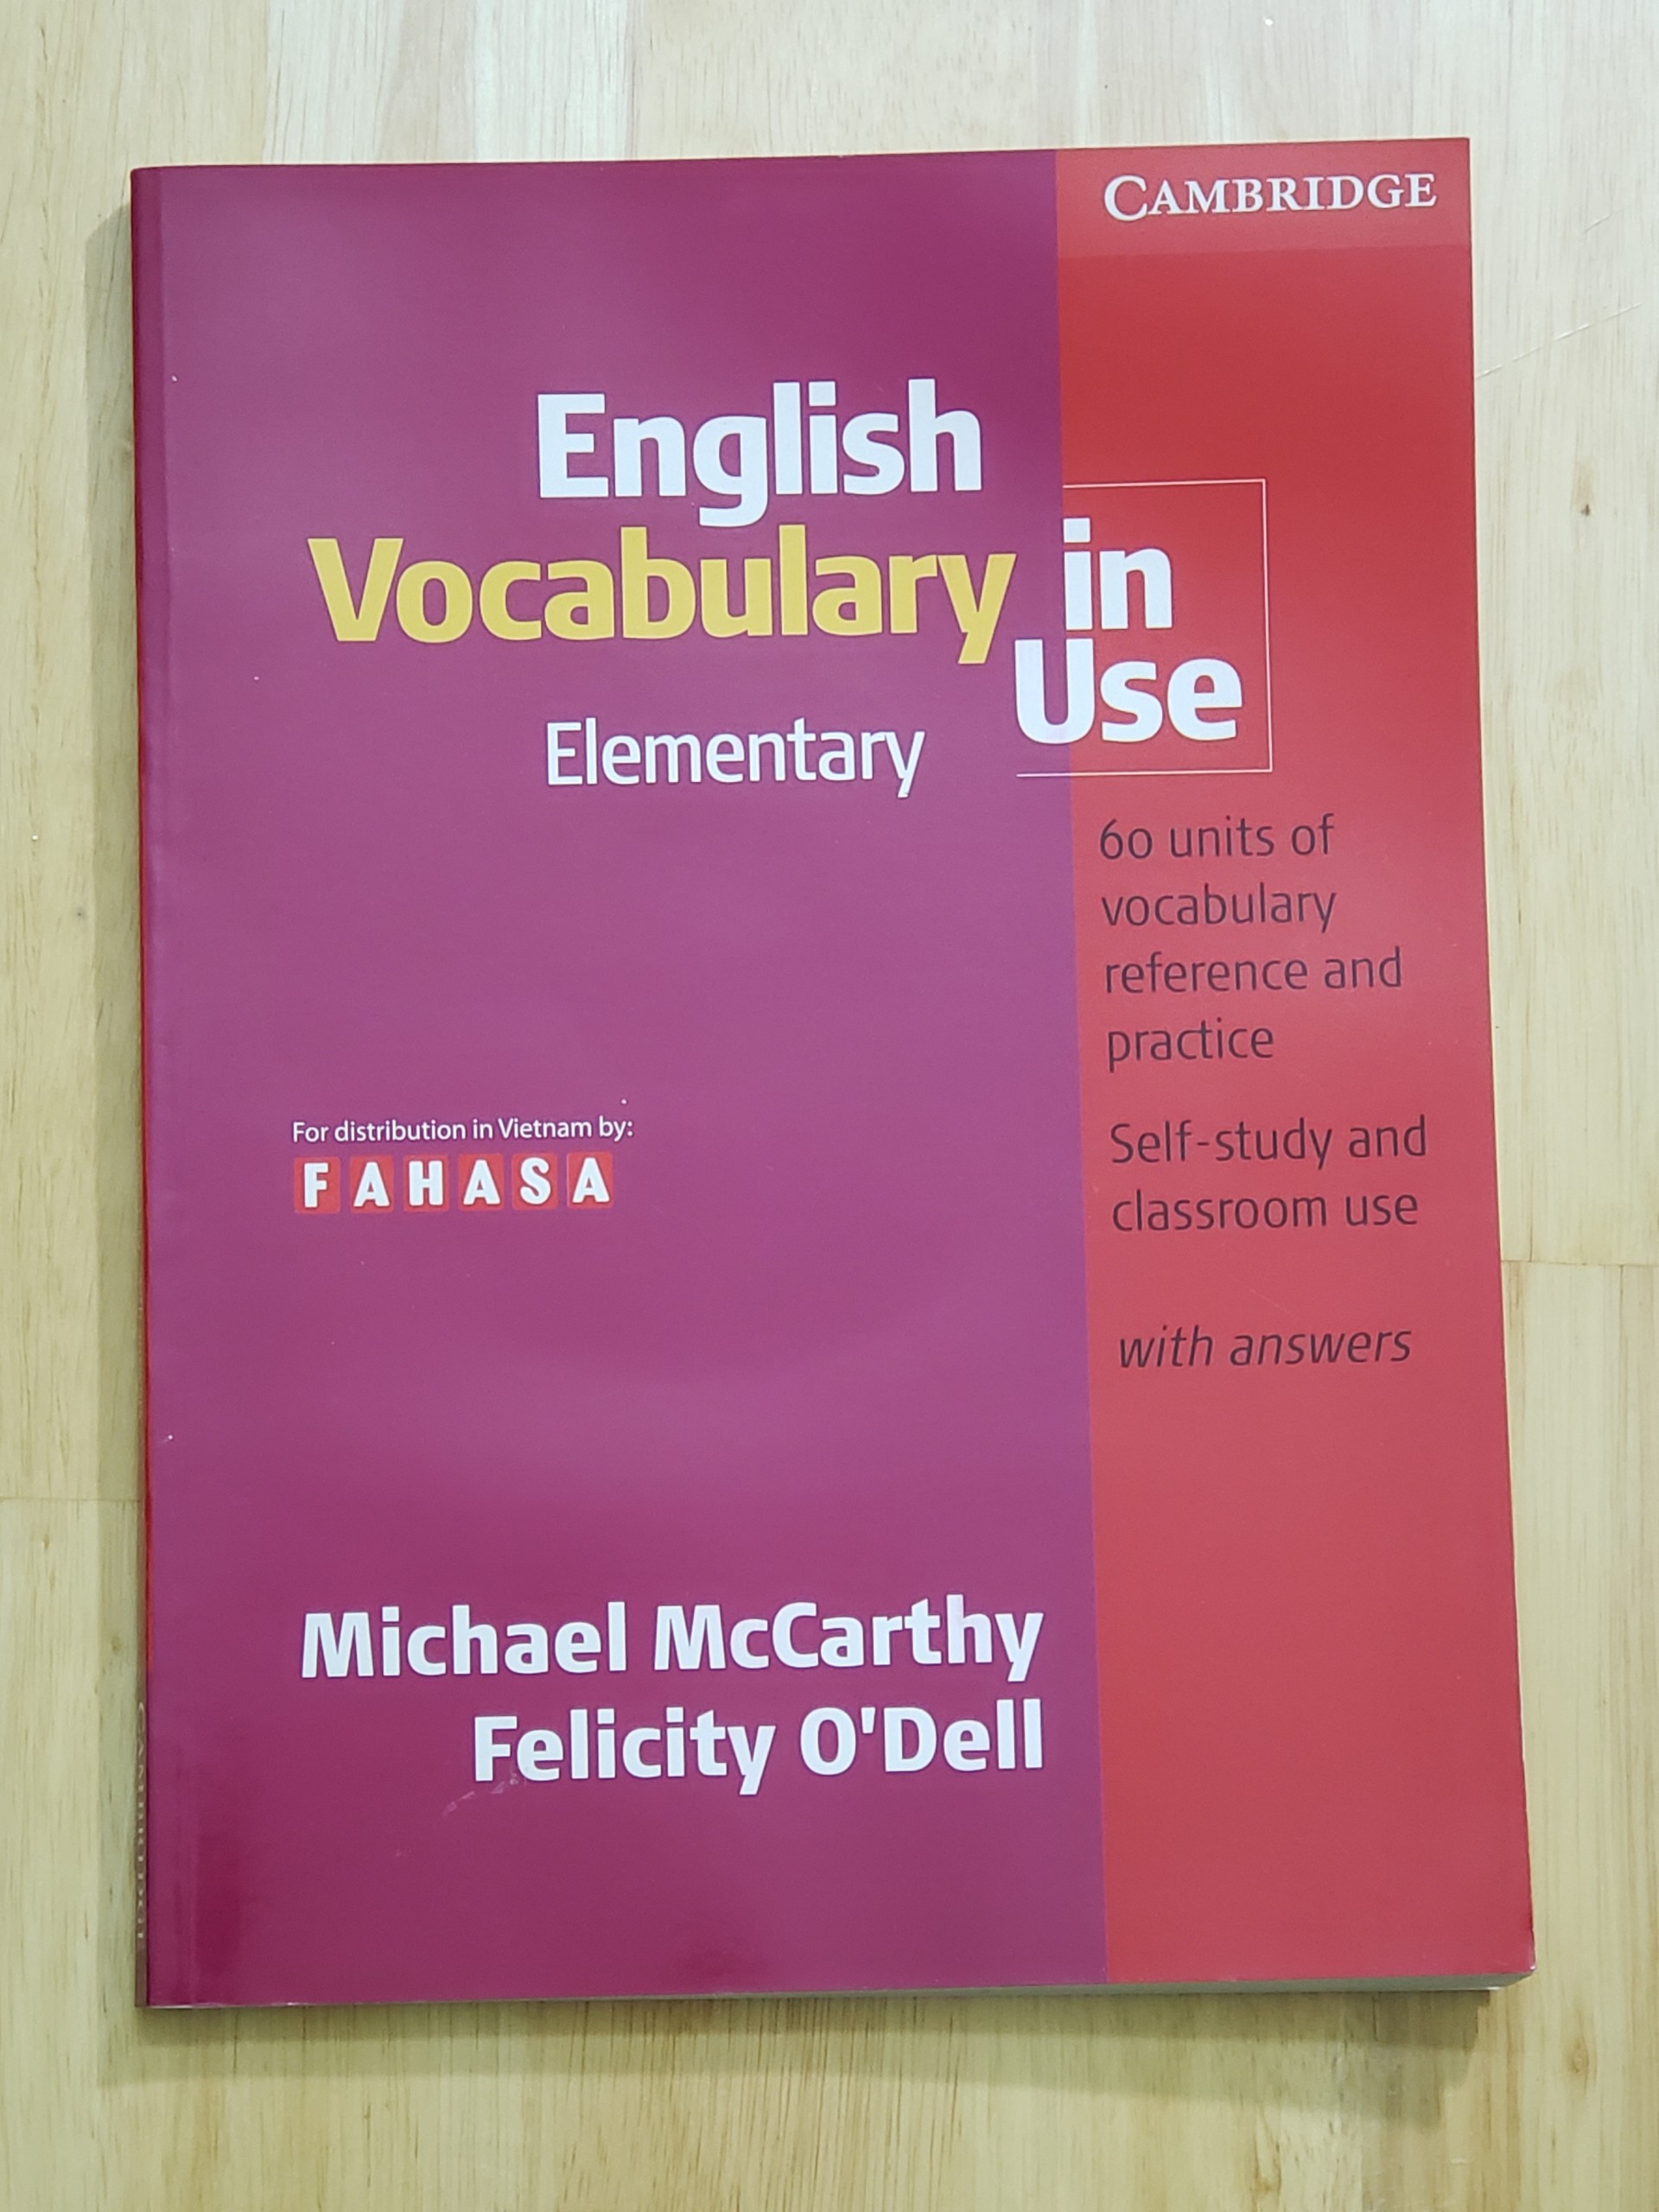 CAMBRIDGE
English
Vocabulary in
Use
Elementary
60 units of
vocabulary
reference and
practice
Self-study and
classroom use
with answers
For distribution in Vietnam by:
FAHASA
Michael McCarthy
Felicity O'Dell
CAMBRIDGE